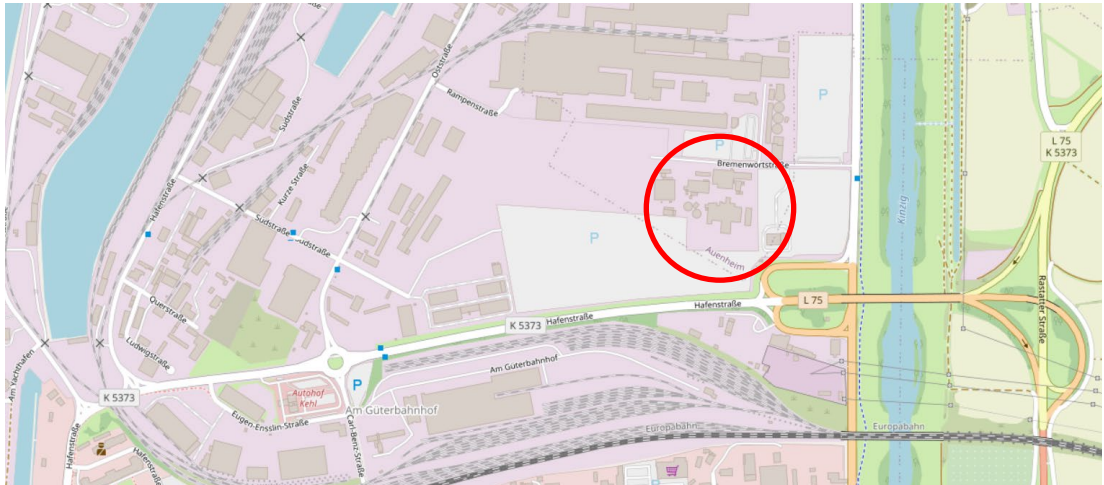 Oststraße
Rampenstraße
Südstraße
Hafenstraße
Kurze Straße
P
P
Bremenwörtstraße
L 75
K 5373
Kinzig
Südstraße
Südstraße
P
Auenheim
Querstraße
Ludwigstraße
Hafenstraße
Hafenstraße
K 5373
L 75
Rastatter Straße
Am Yachthafen
Am Güterbahnhof
K 5373
Autohof
Kehl
P
Am Güterbahnhof
Eugen-Ensslin-Straße
Carl-Benz-Straße
Europabahn
Europabahn
Hafenstraße
Hafenstraße
P